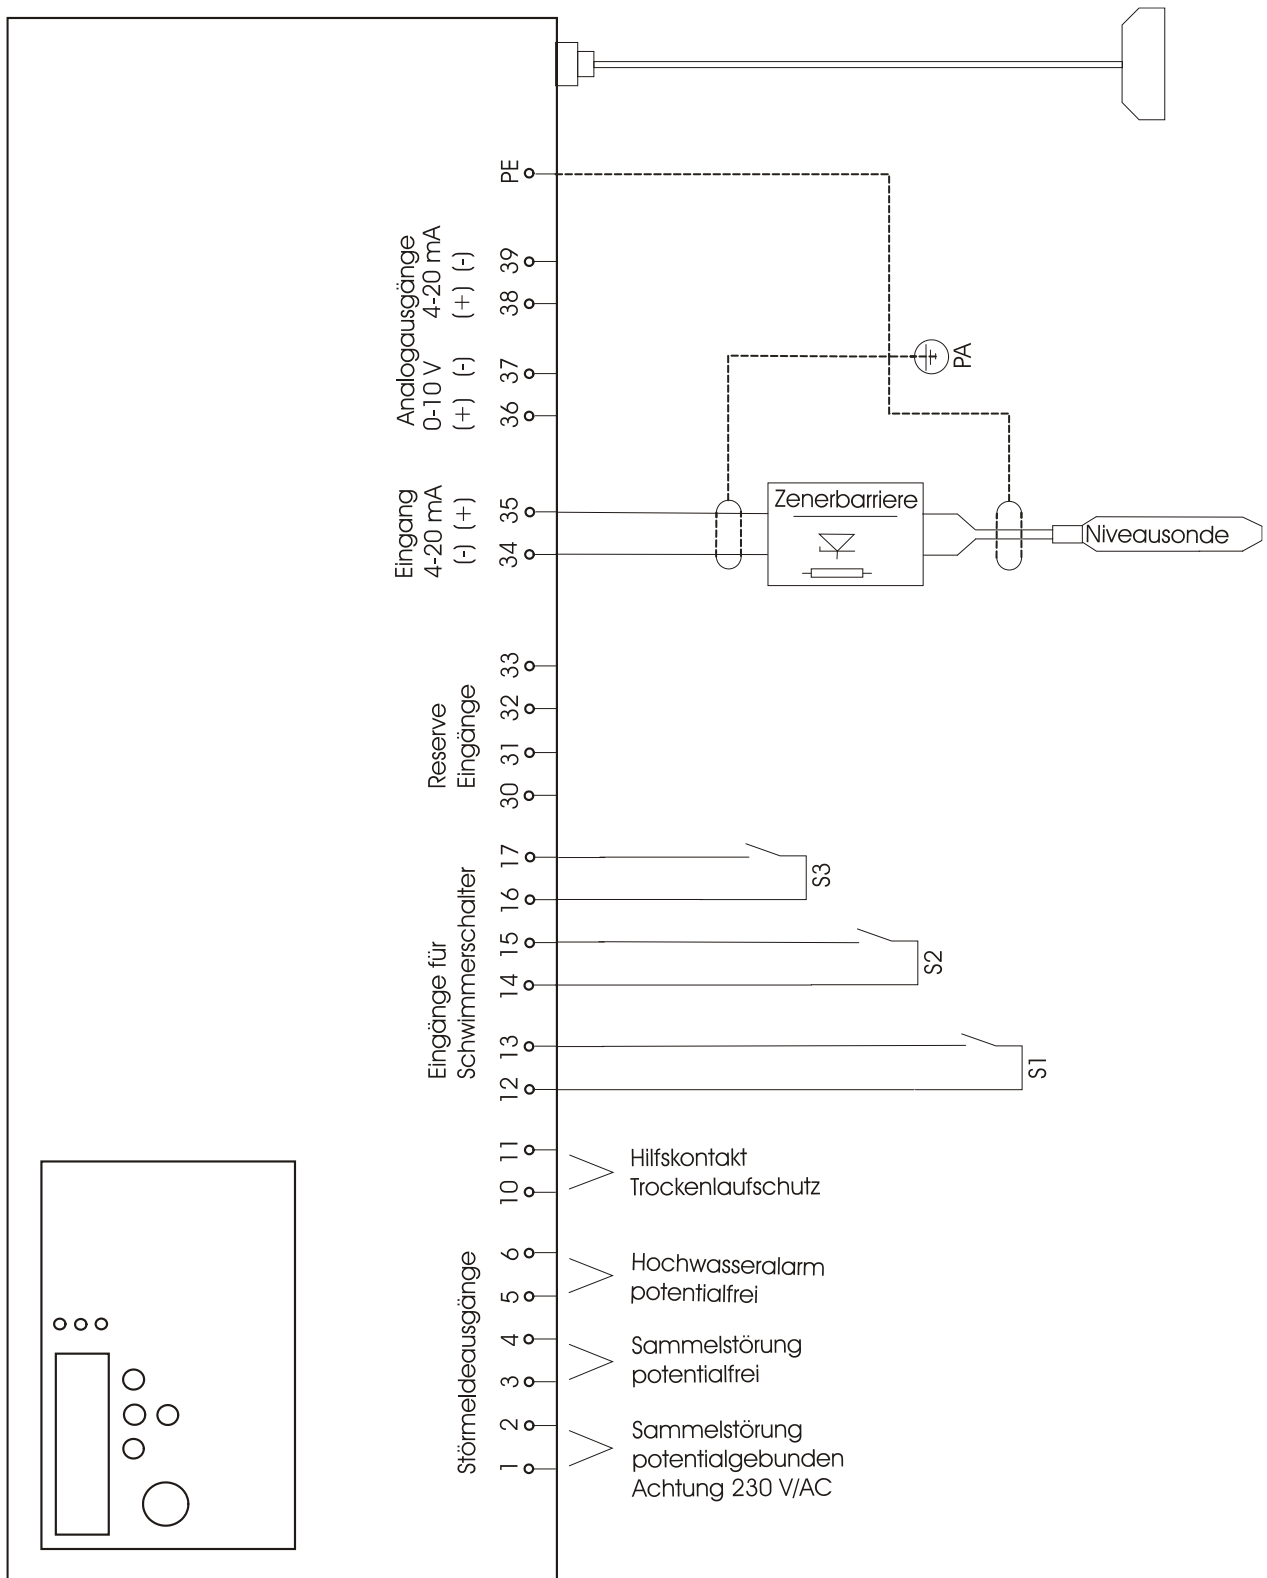 PE
Analogausgänge
4-20 mA
(-)
39
(+)
38
0-10 V
(-)
37
(+)
36
PA
Eingang
4-20 mA
(+)
35
(-)
34
Zenerbarriere
Niveausonde
Reserve
Eingänge
33
32
31
30
Eingänge für
Schwimmerschalter
17
16
S3
15
14
S2
13
12
S1
11
10
Hilfskontakt
Trockenlaufschutz
Störmeldeausgänge
6
5
Hochwasseralarm
potentialfrei
4
3
Sammelstörung
potentialfrei
2
1
Sammelstörung
potentialgebunden
Achtung 230 V/AC